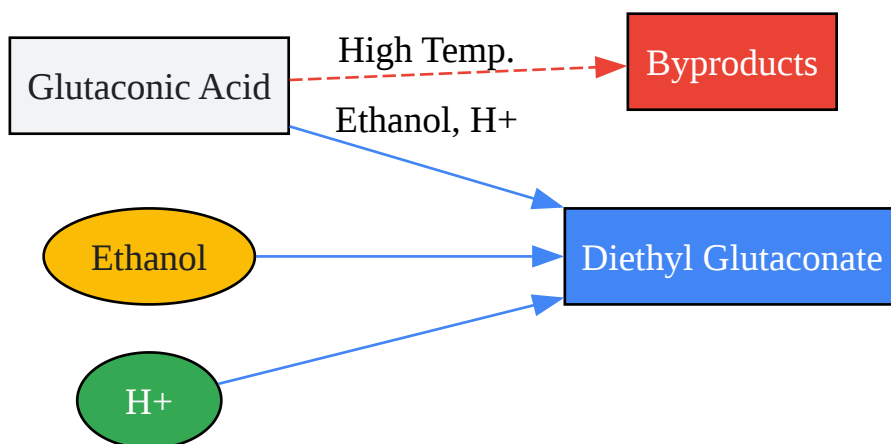 High Temp.
Byproducts
Glutaconic Acid
Ethanol, H+
Ethanol
Diethyl Glutaconate
H+